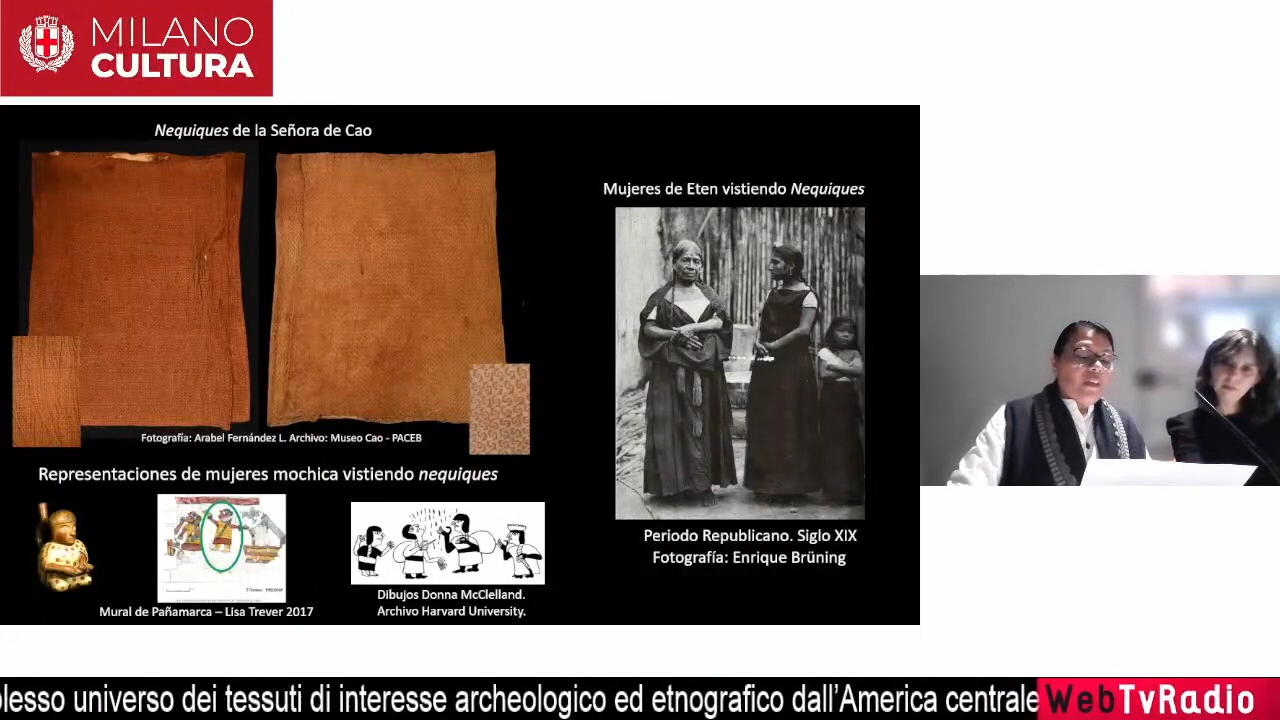 MILANO
CULTURA
Nequiques de la Señora de Cao
Fotografía: Arabel Fernández L. Archivo: Museo Cao - PACEB
Representaciones de mujeres mochica vistiendo nequiques
Mural de Pañamarca – Lisa Trever 2017
Dibujos Donna McClelland.
Archivo Harvard University.
Mujeres de Eten vistiendo Nequiques
Periodo Republicano. Siglo XIX
Fotografía: Enrique Brüning
universo dei tessuti di interesse archeologico ed etnografico dall’America centrale
WebTvRadio